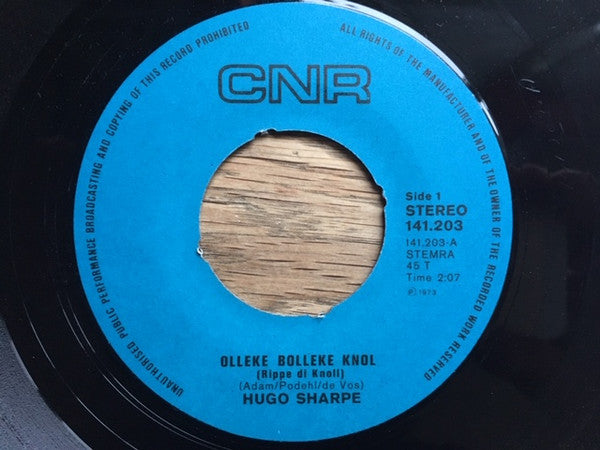 UNAUTHORISED PUBLIC PERFORMANCE BROADCASTING AND COPYING OF THIS RECORD PROHIBITED
ALL RIGHTS OF THE MANUFACTURER AND OF THE OWNER OF THE RECORDED WORK RESERVED
CNR
Side 1
STEREO
141.203
141.203-A
STEMRA
45 T
Time 2:07
Ⓟ 1973
OLLEKE BOLLEKE KNOL
(Rippe di Knoll)
(Adam/Podehl/de Vos)
HUGO SHARPE